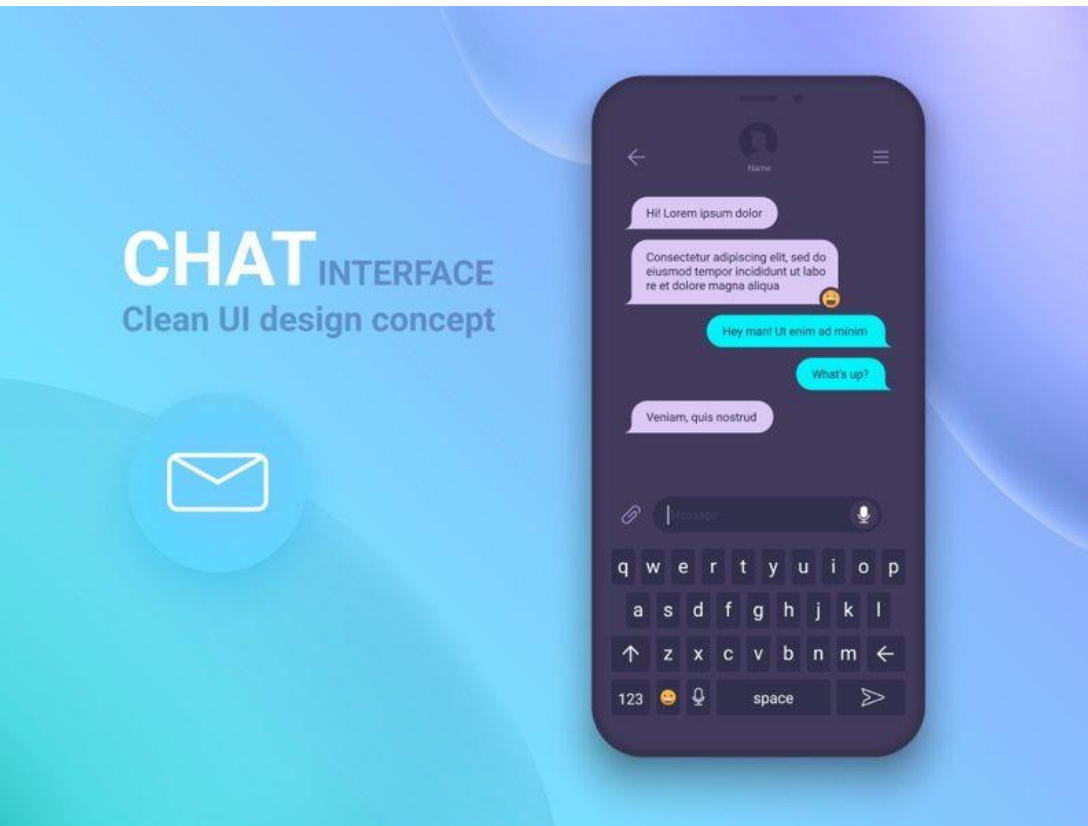 CHAT INTERFACE
Clean UI design concept
Name
Hi! Lorem ipsum dolor
Consectetur adipiscing elit, sed do
eiusmod tempor incididunt ut labo
re et dolore magna aliqua
Hey man! Ut enim ad minim
What's up?
Veniam, quis nostrud
Message
q w e r t y u i o p
a s d f g h j k l
z x c v b n m
123 space